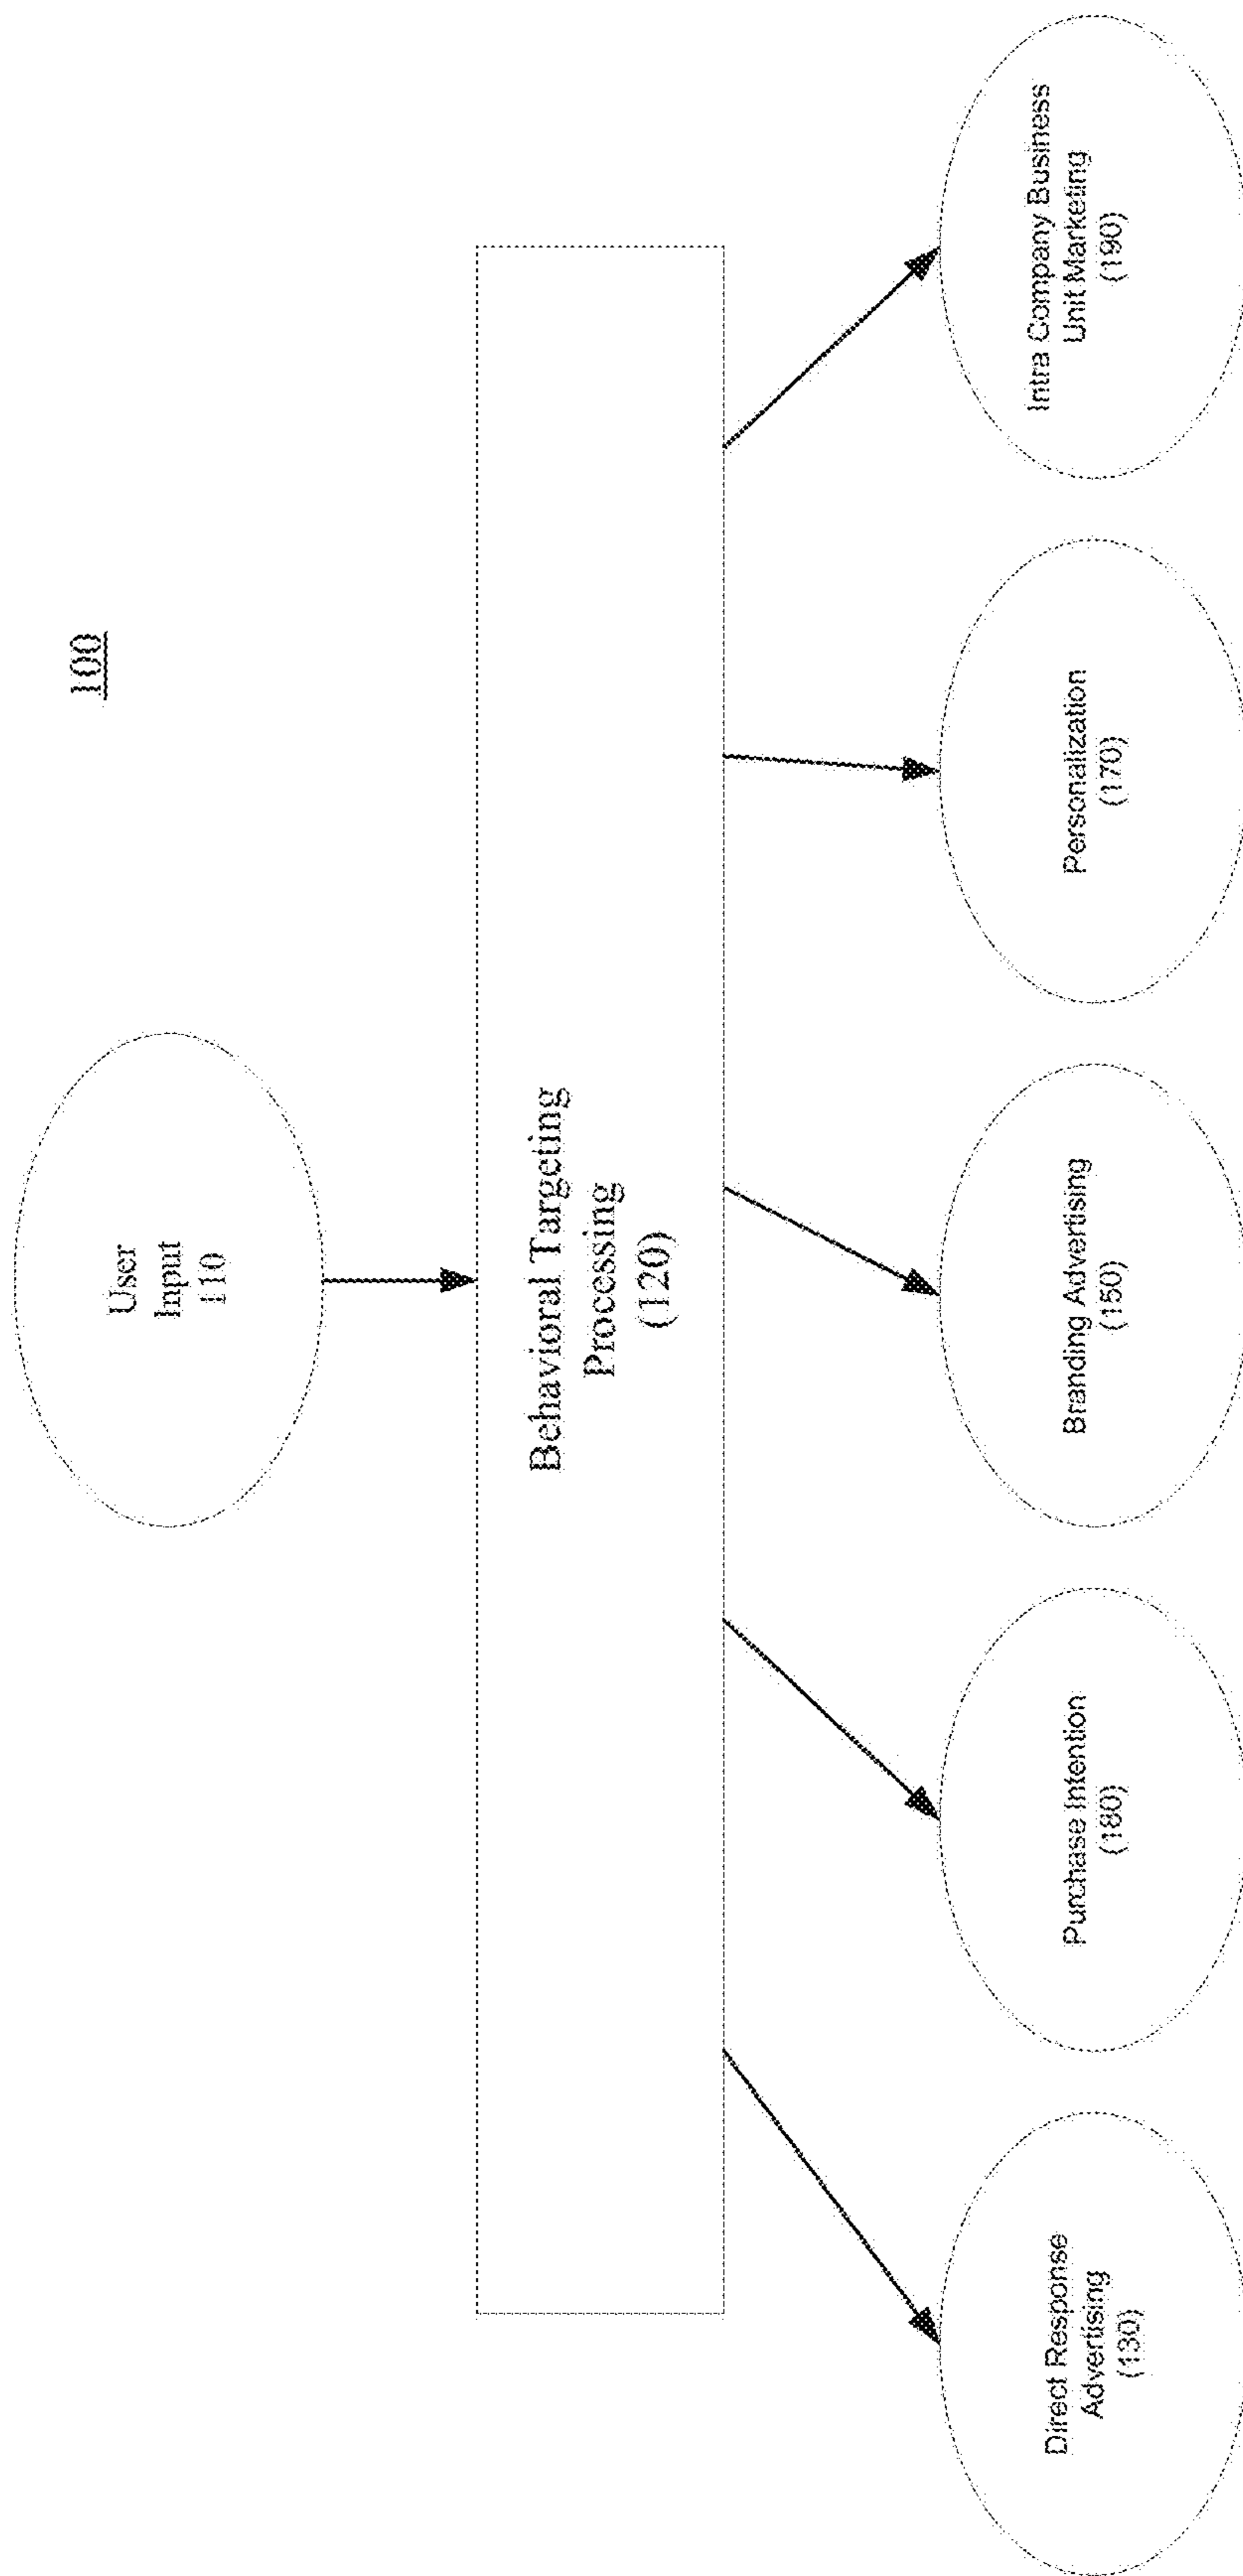 100
User
Input
110
Behavioral Targeting
Processing
(120)
Direct Response
Advertising
(130)
Purchase Intention
(180)
Branding Advertising
(150)
Personalization
(170)
Intra Company Business
Unit Marketing
(190)